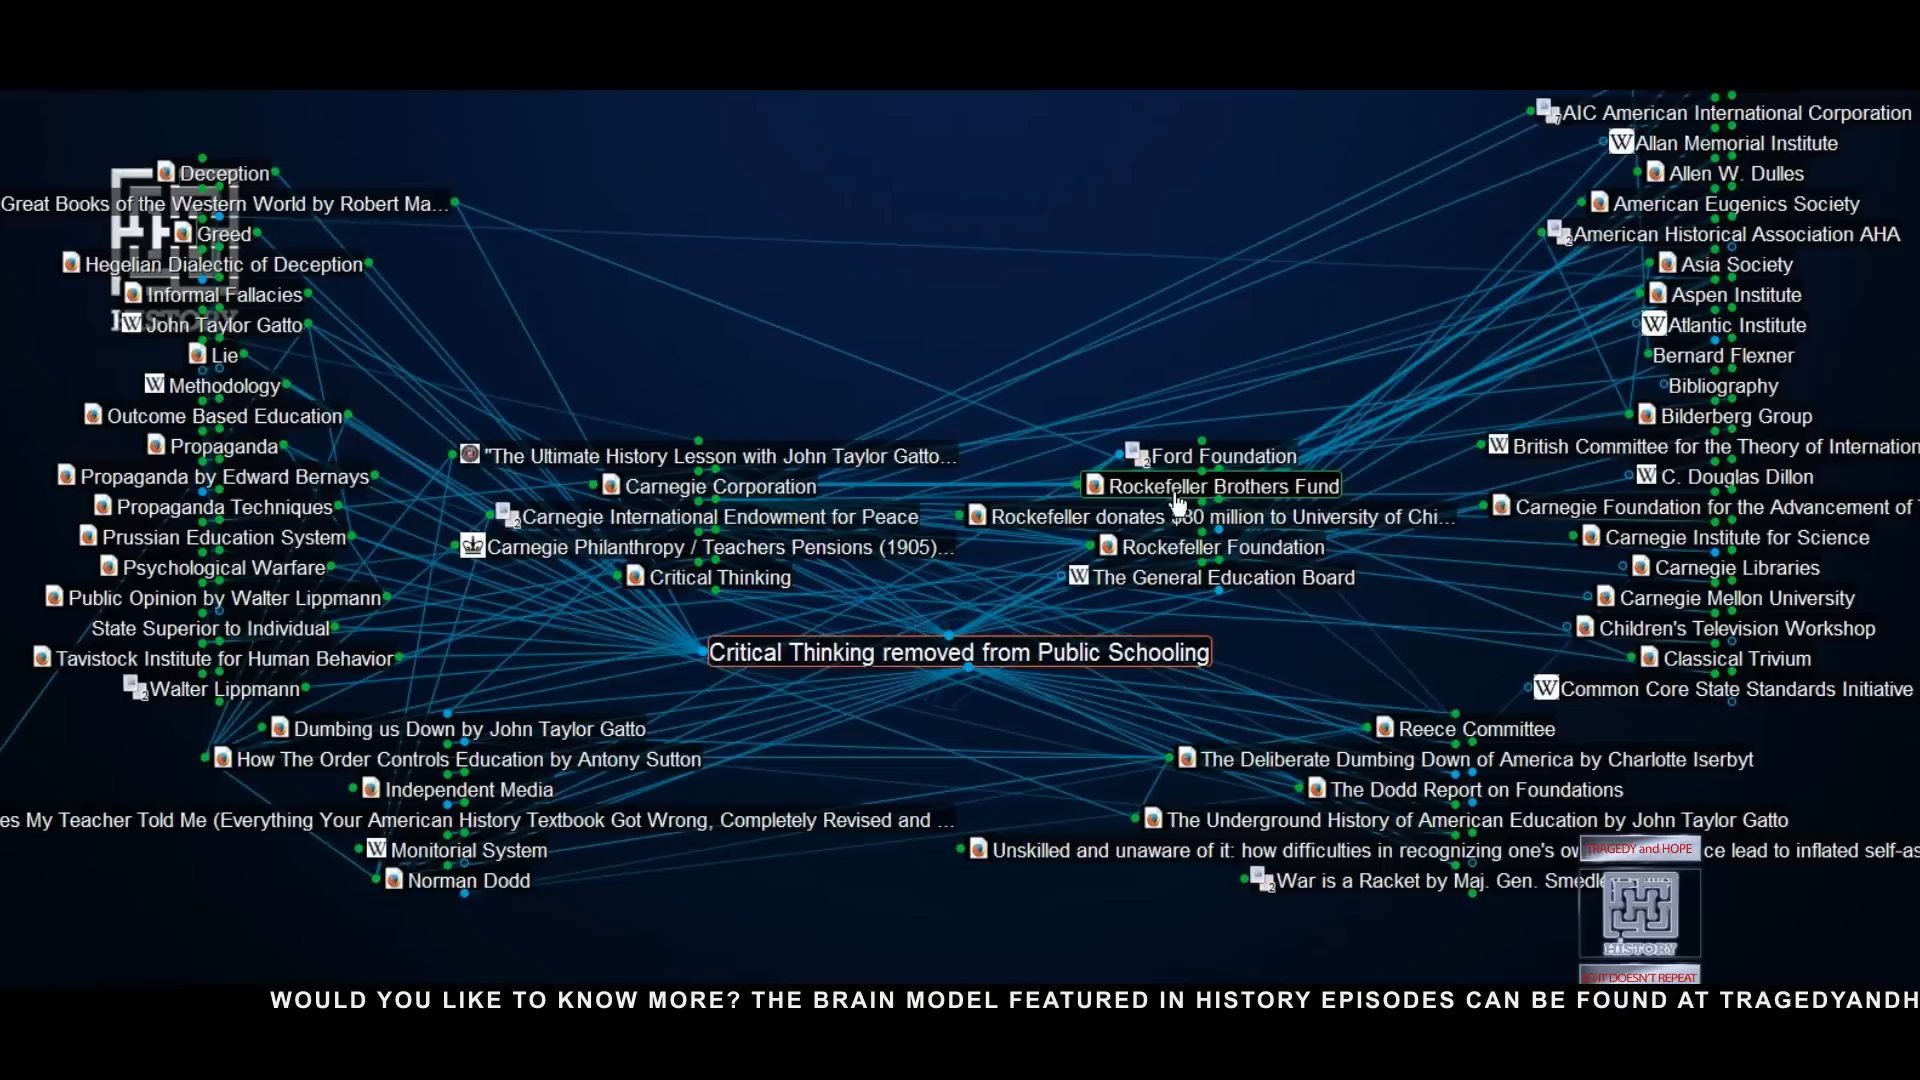 Deception
Great Books of the Western World by Robert Ma...
Greed
Hegelian Dialectic of Deception
Informal Fallacies
John Taylor Gatto
Lie
Methodology
Outcome Based Education
Propaganda
Propaganda by Edward Bernays
Propaganda Techniques
Prussian Education System
Psychological Warfare
Public Opinion by Walter Lippmann
State Superior to Individual
Tavistock Institute for Human Behavior
Walter Lippmann
HISTORY
"The Ultimate History Lesson with John Taylor Gatto...
Carnegie Corporation
Carnegie International Endowment for Peace
Carnegie Philanthropy / Teachers Pensions (1905)...
Critical Thinking
Ford Foundation
Rockefeller Brothers Fund
Rockefeller donates $80 million to University of Chi...
Rockefeller Foundation
The General Education Board
Critical Thinking removed from Public Schooling
AIC American International Corporation
Allan Memorial Institute
Allen W. Dulles
American Eugenics Society
American Historical Association AHA
Asia Society
Aspen Institute
Atlantic Institute
Bernard Flexner
Bibliography
Bilderberg Group
British Committee for the Theory of Internation
C. Douglas Dillon
Carnegie Foundation for the Advancement of T
Carnegie Institute for Science
Carnegie Libraries
Carnegie Mellon University
Children's Television Workshop
Classical Trivium
Common Core State Standards Initiative
Dumbing us Down by John Taylor Gatto
How The Order Controls Education by Antony Sutton
Independent Media
es My Teacher Told Me (Everything Your American History Textbook Got Wrong, Completely Revised and ...
Monitorial System
Norman Dodd
Reece Committee
The Deliberate Dumbing Down of America by Charlotte Iserbyt
The Dodd Report on Foundations
The Underground History of American Education by John Taylor Gatto
Unskilled and unaware of it: how difficulties in recognizing one's ow ce lead to inflated self-as
War is a Racket by Maj. Gen. Smedle
TRAGEDY and HOPE
HISTORY
SO IT DOESN'T REPEAT
WOULD YOU LIKE TO KNOW MORE? THE BRAIN MODEL FEATURED IN HISTORY EPISODES CAN BE FOUND AT TRAGEDYANDH